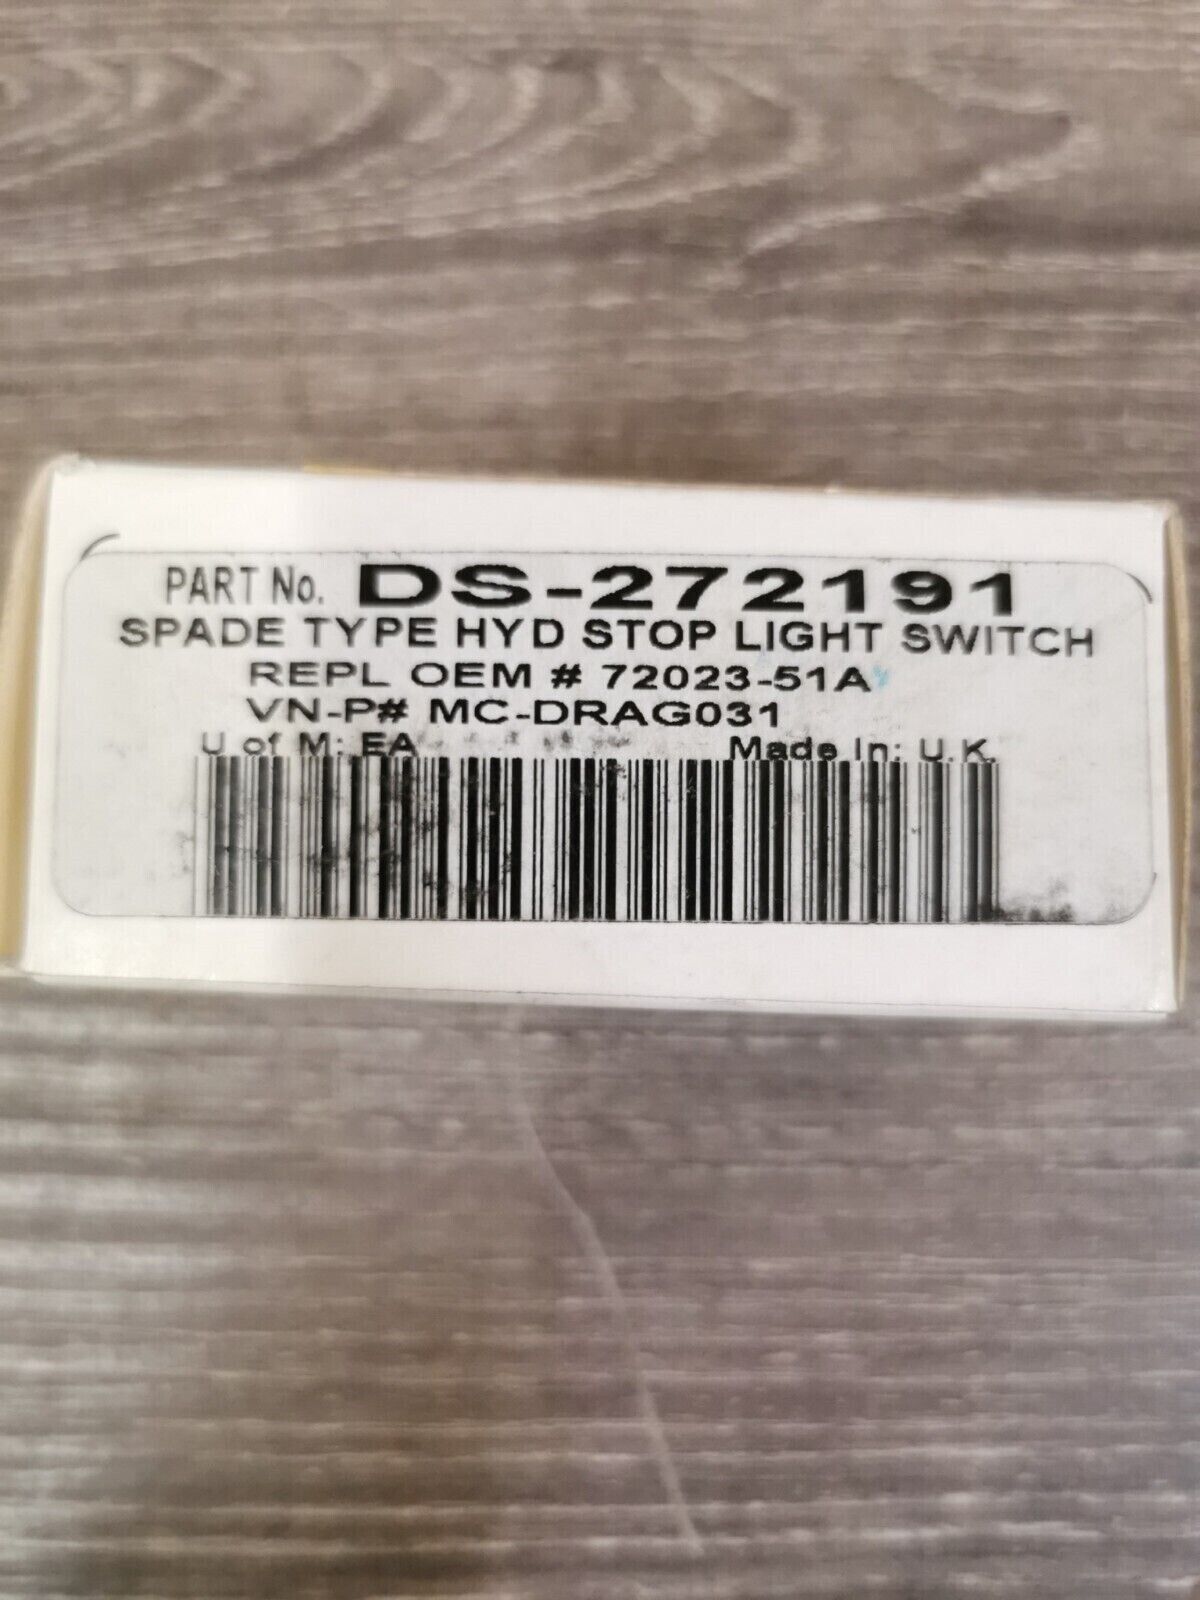 PART No. DS-272191
SPADE TYPE HYD STOP LIGHT SWITCH
REPL OEM # 72023-51A
VN-P# MC-DRAG031
U of M: EA Made In: U.K.